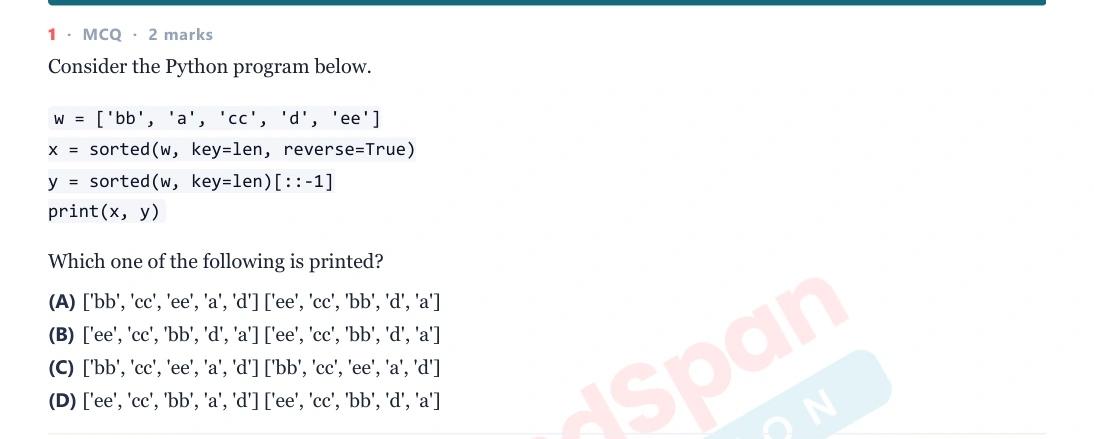 1 · MCQ · 2 marks
Consider the Python program below.
w = ['bb', 'a', 'cc', 'd', 'ee']
x = sorted(w, key=len, reverse=True)
y = sorted(w, key=len)[::-1]
print(x, y)
Which one of the following is printed?
(A) ['bb', 'cc', 'ee', 'a', 'd'] ['ee', 'cc', 'bb', 'd', 'a']
(B) ['ee', 'cc', 'bb', 'd', 'a'] ['ee', 'cc', 'bb', 'd', 'a']
(C) ['bb', 'cc', 'ee', 'a', 'd'] ['bb', 'cc', 'ee', 'a', 'd']
(D) ['ee', 'cc', 'bb', 'a', 'd'] ['ee', 'cc', 'bb', 'd', 'a']